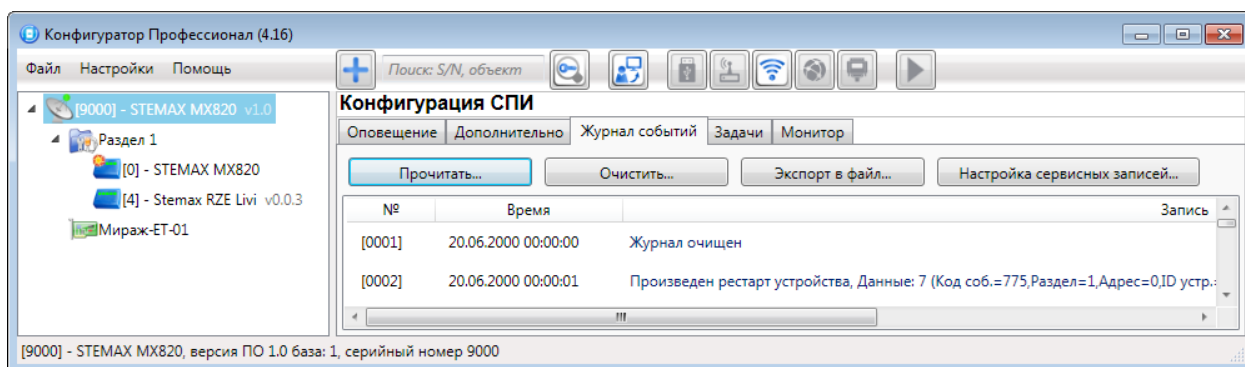 Конфигуратор Профессионал (4.16)
Файл Настройки Помощь
Поиск: S/N, объект
[9000] - STEMAX MX820 v1.0
Раздел 1
[0] - STEMAX MX820
[4] - Stemax RZE Livi v0.0.3
Мираж-ЕТ-01
Конфигурация СПИ
Оповещение Дополнительно Журнал событий Задачи Монитор
Прочитать... Очистить... Экспорт в файл... Настройка сервисных записей...
№ Время Запись
[0001] 20.06.2000 00:00:00 Журнал очищен
[0002] 20.06.2000 00:00:01 Произведен рестарт устройства, Данные: 7 (Код соб.=775,Раздел=1,Адрес=0,ID устр.:
[9000] - STEMAX MX820, версия ПО 1.0 база: 1, серийный номер 9000